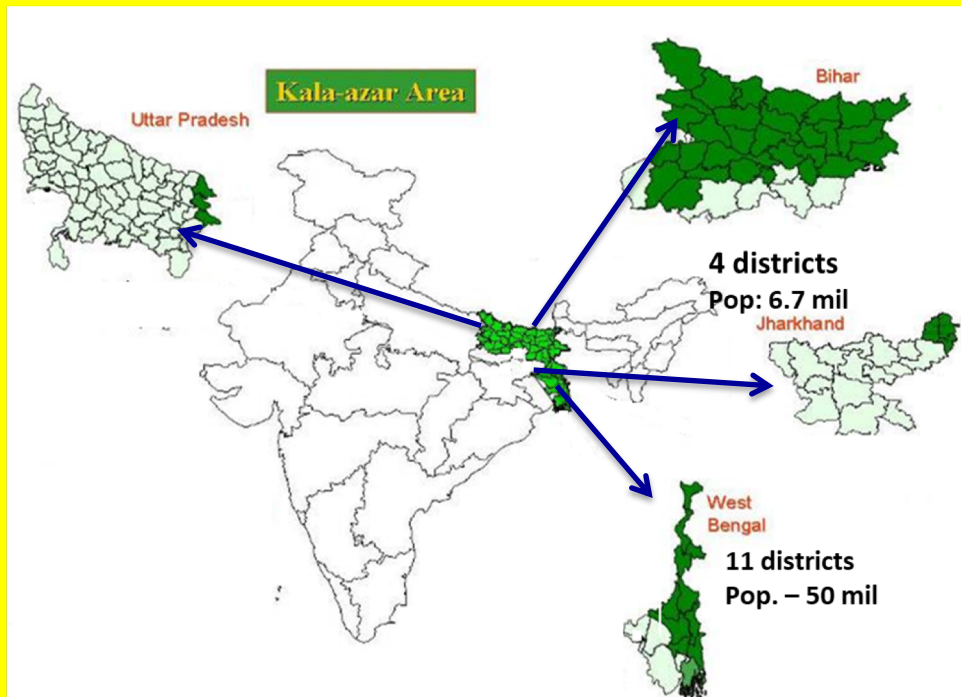 Kala-azar Area
Uttar Pradesh
Bihar
4 districts
Pop: 6.7 mil
Jharkhand
West
Bengal
11 districts
Pop. – 50 mil